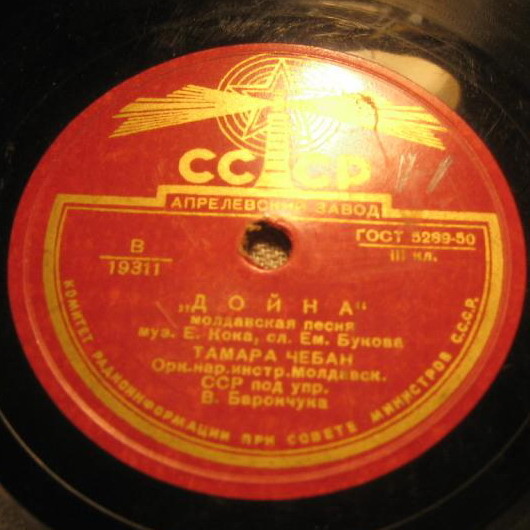 СССР
АПРЕЛЕВСКИЙ ЗАВОД
В
19311
ГОСТ 5289-50
III кл.
„ДОЙНА“
молдавская песня
муз. Е. Кока, сл. Ем. Букова
ТАМАРА ЧЕБАН
Орк.нар.инстр.Молдавск.
ССР под упр.
В. Барончука
КОМИТЕТ РАДИОИНФОРМАЦИИ ПРИ СОВЕТЕ МИНИСТРОВ С.С.С.Р.